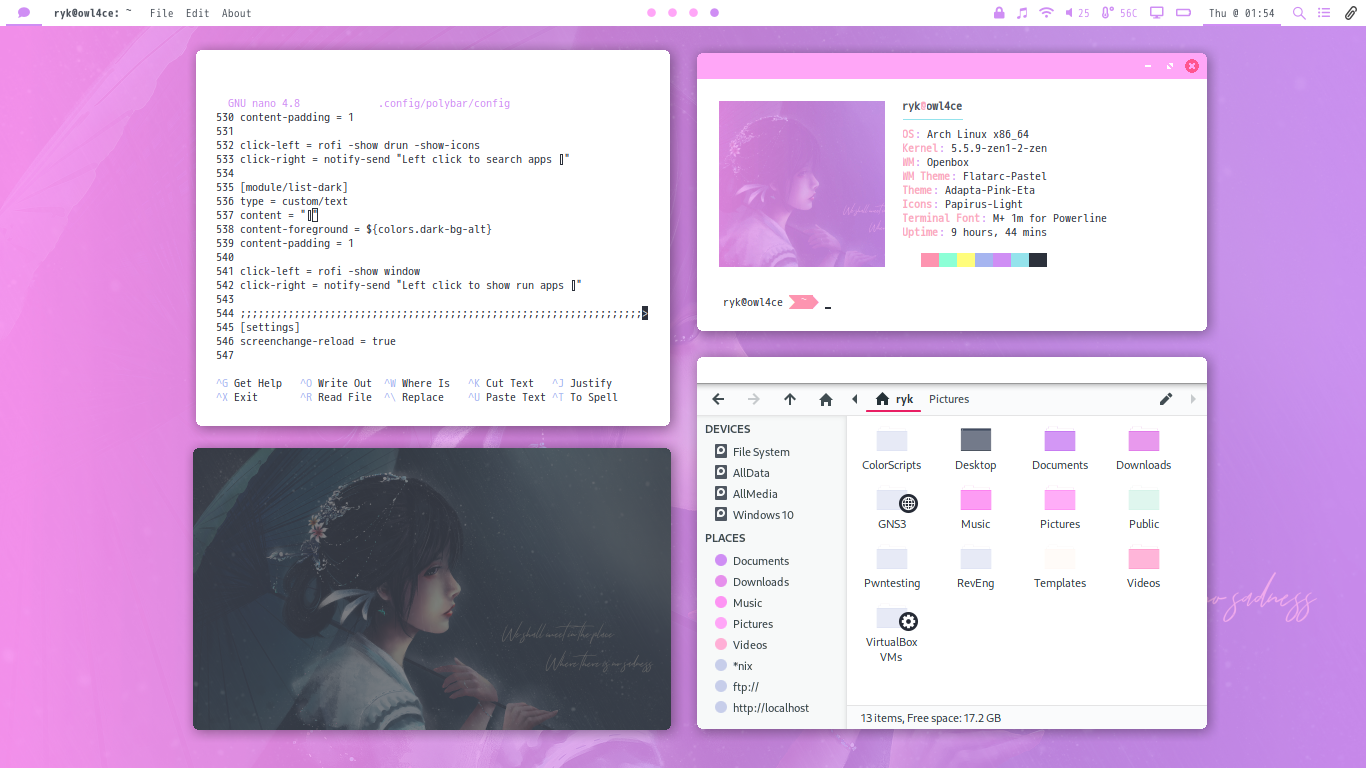 ryk@owl4ce: ~ File Edit About
25 56C Thu @ 01:54
GNU nano 4.8 .config/polybar/config
530 content-padding = 1
531
532 click-left = rofi -show drun -show-icons
533 click-right = notify-send "Left click to search apps "
534
535 [module/list-dark]
536 type = custom/text
537 content = ""
538 content-foreground = ${colors.dark-bg-alt}
539 content-padding = 1
540
541 click-left = rofi -show window
542 click-right = notify-send "Left click to show run apps "
543
544 ;;;;;;;;;;;;;;;;;;;;;;;;;;;;;;;;;;;;;;;;;;;;;;;;;;;;;;;;;;;;;;;;;;;>
545 [settings]
546 screenchange-reload = true
547
^G Get Help ^O Write Out ^W Where Is ^K Cut Text ^J Justify
^X Exit ^R Read File ^\ Replace ^U Paste Text ^T To Spell
ryk@owl4ce
OS: Arch Linux x86_64
Kernel: 5.5.9-zen1-2-zen
WM: Openbox
WM Theme: Flatarc-Pastel
Theme: Adapta-Pink-Eta
Icons: Papirus-Light
Terminal Font: M+ 1m for Powerline
Uptime: 9 hours, 44 mins
We shall meet in
ryk@owl4ce ~
We shall meet in the place
Where there is no sadness
ryk Pictures
DEVICES
File System
AllData
AllMedia
Windows10
PLACES
Documents
Downloads
Music
Pictures
Videos
*nix
ftp://
http://localhost
ColorScripts Desktop Documents Downloads
GNS3 Music Pictures Public
Pwntesting RevEng Templates Videos
VirtualBox
VMs
13 items, Free space: 17.2 GB
no sadness